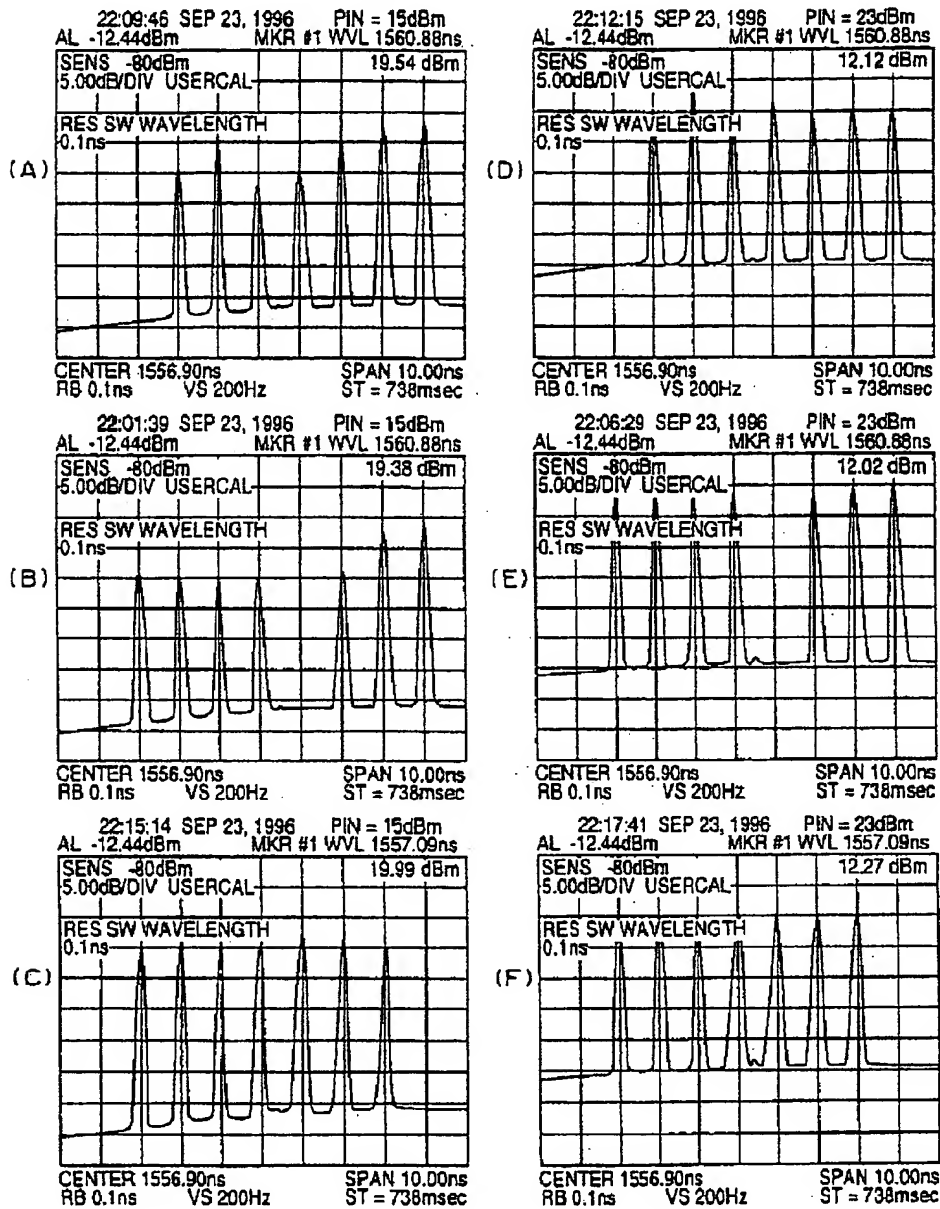 22:09:46 SEP 23, 1996 PIN = 15dBm
AL -12.44dBm MKR #1 WVL 1560.88ns
SENS -80dBm 19.54 dBm
5.00dB/DIV USERCAL
RES SW WAVELENGTH
0.1ns
(A)
CENTER 1556.90ns SPAN 10.00ns
RB 0.1ns VS 200Hz ST = 738msec
22:12:15 SEP 23, 1996 PIN = 23dBm
AL -12.44dBm MKR #1 WVL 1560.88ns
SENS -80dBm 12.12 dBm
5.00dB/DIV USERCAL
RES SW WAVELENGTH
0.1ns
(D)
CENTER 1556.90ns SPAN 10.00ns
RB 0.1ns VS 200Hz ST = 738msec
22:01:39 SEP 23, 1996 PIN = 15dBm
AL -12.44dBm MKR #1 WVL 1560.88ns
SENS -80dBm 19.38 dBm
5.00dB/DIV USERCAL
RES SW WAVELENGTH
0.1ns
(B)
CENTER 1556.90ns SPAN 10.00ns
RB 0.1ns VS 200Hz ST = 738msec
22:06:29 SEP 23, 1996 PIN = 23dBm
AL -12.44dBm MKR #1 WVL 1560.88ns
SENS -80dBm 12.02 dBm
5.00dB/DIV USERCAL
RES SW WAVELENGTH
0.1ns
(E)
CENTER 1556.90ns SPAN 10.00ns
RB 0.1ns VS 200Hz ST = 738msec
22:15:14 SEP 23, 1996 PIN = 15dBm
AL -12.44dBm MKR #1 WVL 1557.09ns
SENS -80dBm 19.99 dBm
5.00dB/DIV USERCAL
RES SW WAVELENGTH
0.1ns
(C)
CENTER 1556.90ns SPAN 10.00ns
RB 0.1ns VS 200Hz ST = 738msec
22:17:41 SEP 23, 1996 PIN = 23dBm
AL -12.44dBm MKR #1 WVL 1557.09ns
SENS -80dBm 12.27 dBm
5.00dB/DIV USERCAL
RES SW WAVELENGTH
0.1ns
(F)
CENTER 1556.90ns SPAN 10.00ns
RB 0.1ns VS 200Hz ST = 738msec